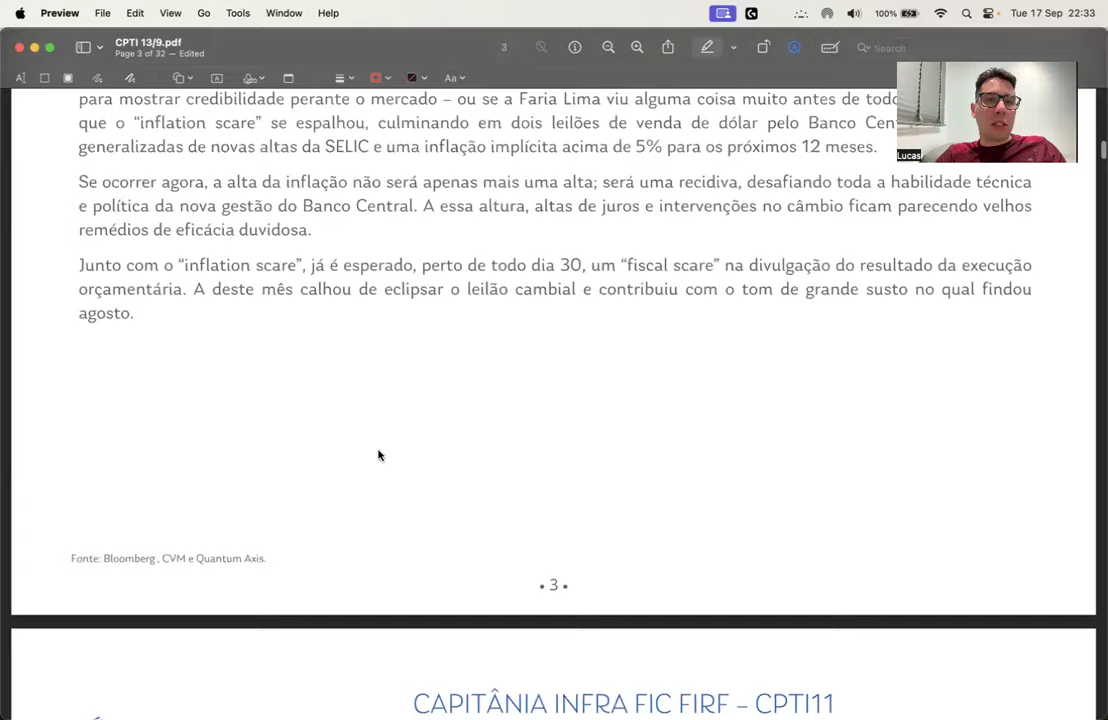 Preview File Edit View Go Tools Window Help 100% Tue 17 Sep 22:33
CPTI 13/9.pdf
Page 3 of 32 — Edited
3
Search
Aa
para mostrar credibilidade perante o mercado – ou se a Faria Lima viu alguma coisa muito antes de todo
que o “inflation scare” se espalhou, culminando em dois leilões de venda de dólar pelo Banco Cen
generalizadas de novas altas da SELIC e uma inflação implícita acima de 5% para os próximos 12 meses.
Lucas
Se ocorrer agora, a alta da inflação não será apenas mais uma alta; será uma recidiva, desafiando toda a habilidade técnica
e política da nova gestão do Banco Central. A essa altura, altas de juros e intervenções no câmbio ficam parecendo velhos
remédios de eficácia duvidosa.
Junto com o “inflation scare”, já é esperado, perto de todo dia 30, um “fiscal scare” na divulgação do resultado da execução
orçamentária. A deste mês calhou de eclipsar o leilão cambial e contribuiu com o tom de grande susto no qual findou
agosto.
Fonte: Bloomberg , CVM e Quantum Axis.
• 3 •
CAPITÂNIA INFRA FIC FIRF – CPTI11